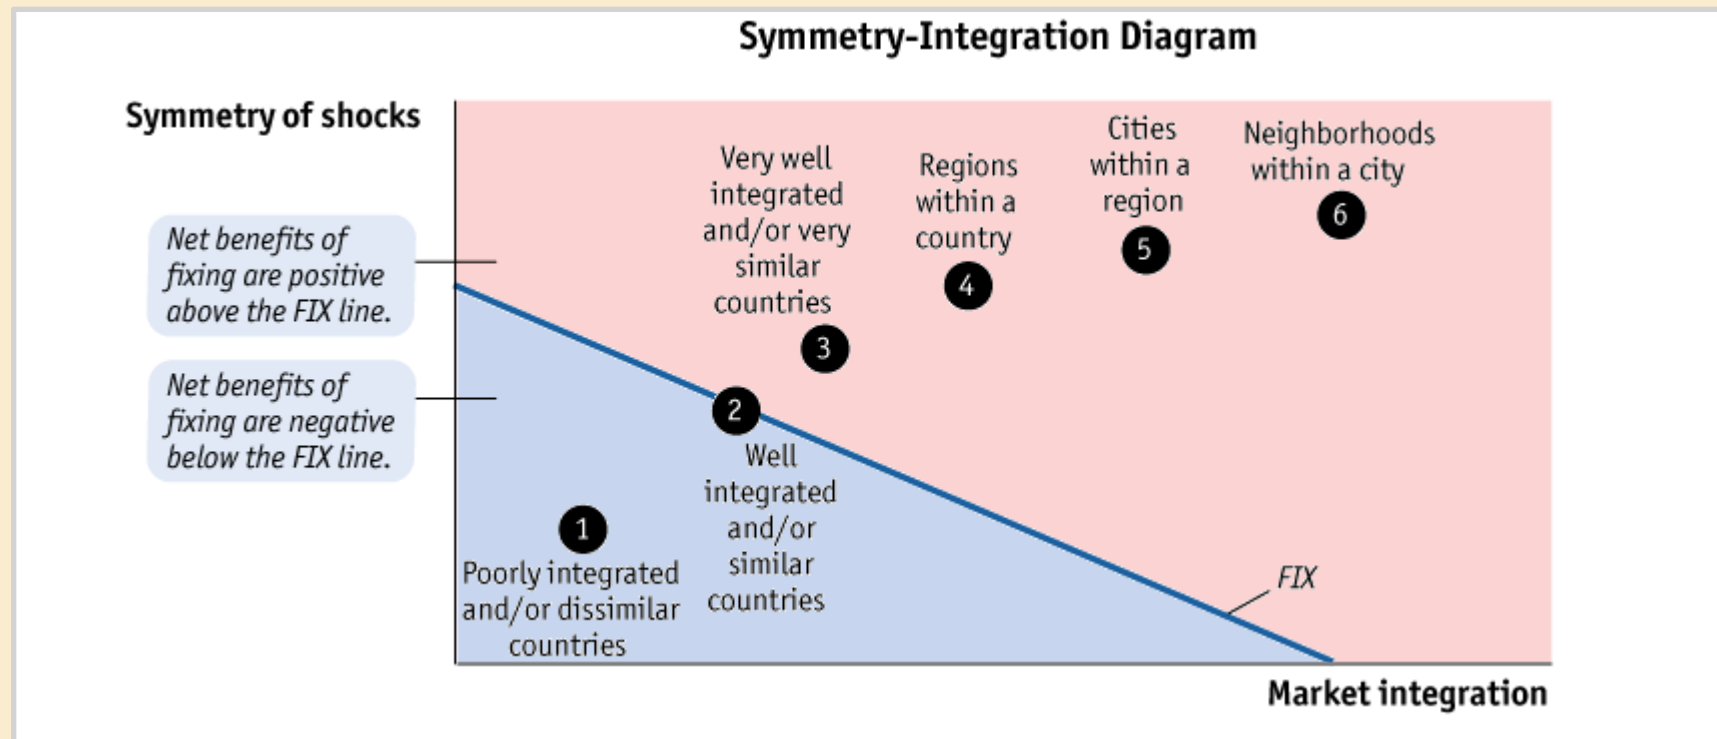 Symmetry-Integration Diagram
Symmetry of shocks
Net benefits of
fixing are positive
above the FIX line.
Net benefits of
fixing are negative
below the FIX line.
Very well
integrated
and/or very
similar
countries
3
Regions
within a
country
4
Cities
within a
region
5
Neighborhoods
within a city
6
2
Well
integrated
and/or
similar
countries
1
Poorly integrated
and/or dissimilar
countries
FIX
Market integration